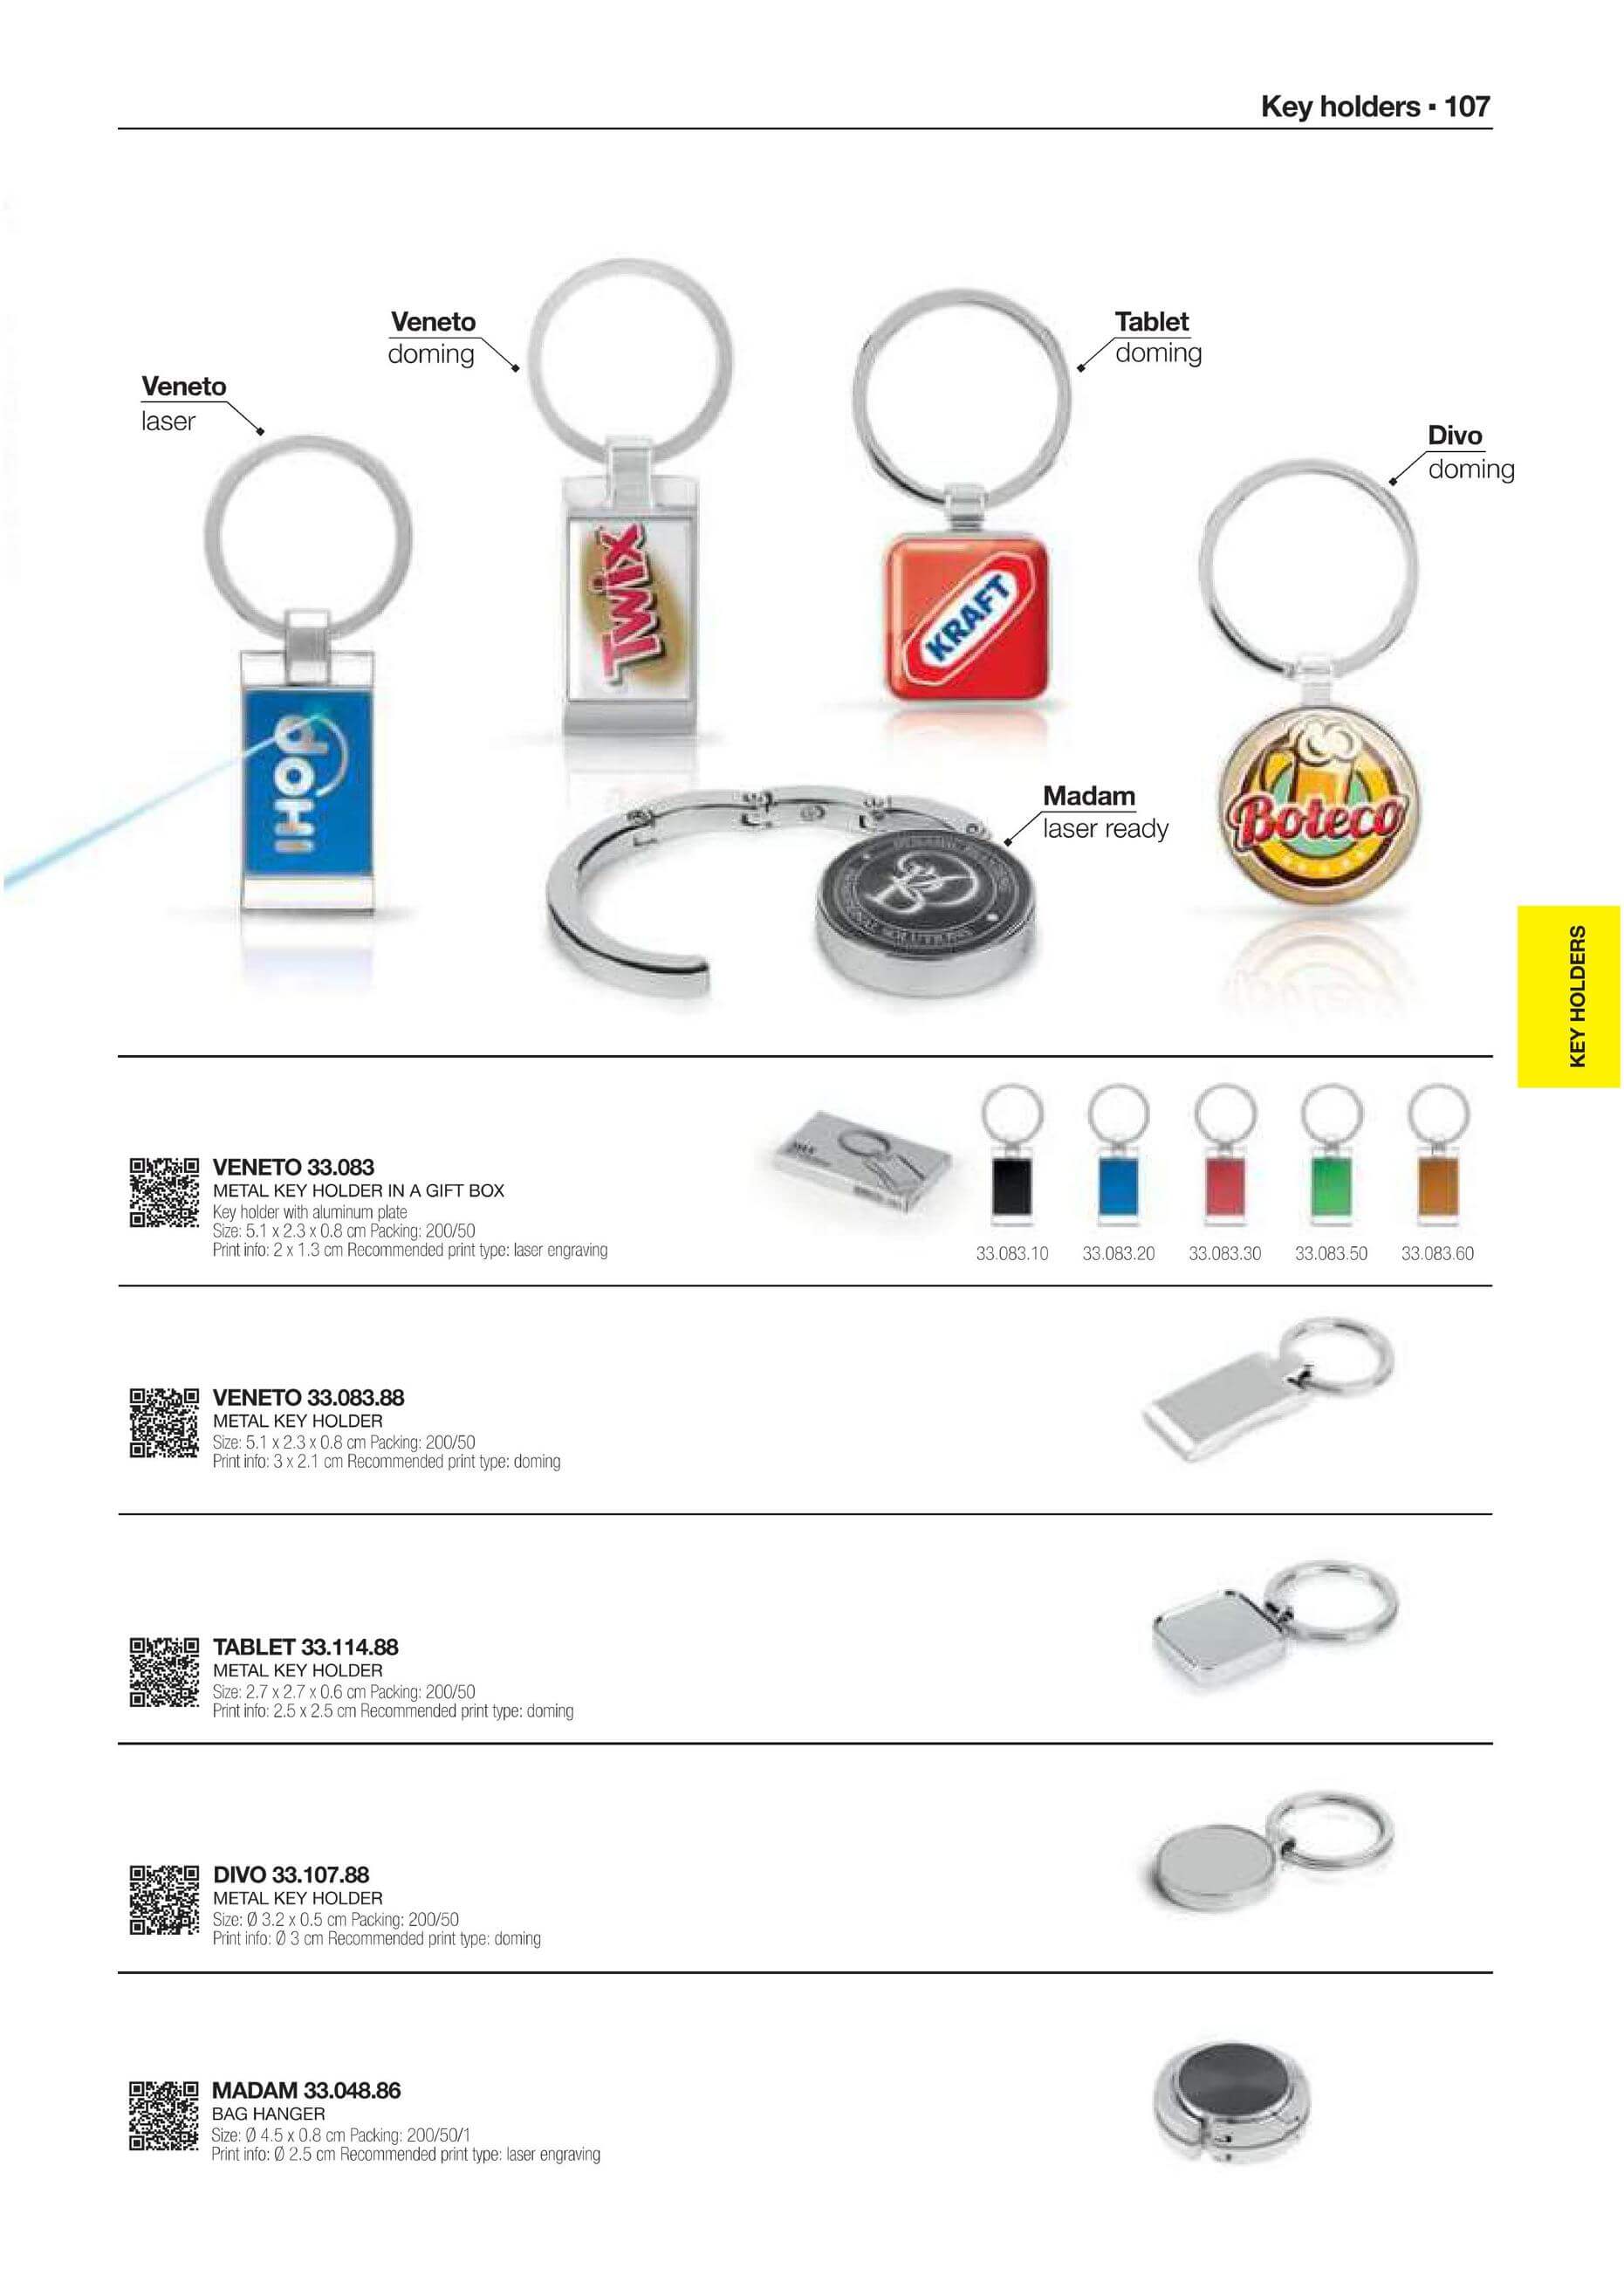 Key holders ▪ 107
Veneto
doming
Tablet
doming
Veneto
laser
Divo
doming
TWIX
KRAFT
IHOP
Boteco
Madam
laser ready
SOLUTIONS
KEY HOLDERS
VENETO 33.083
METAL KEY HOLDER IN A GIFT BOX
Key holder with aluminum plate
Size: 5.1 x 2.3 x 0.8 cm Packing: 200/50
Print info: 2 x 1.3 cm Recommended print type: laser engraving
33.083.10 33.083.20 33.083.30 33.083.50 33.083.60
VENETO 33.083.88
METAL KEY HOLDER
Size: 5.1 x 2.3 x 0.8 cm Packing: 200/50
Print info: 3 x 2.1 cm Recommended print type: doming
TABLET 33.114.88
METAL KEY HOLDER
Size: 2.7 x 2.7 x 0.6 cm Packing: 200/50
Print info: 2.5 x 2.5 cm Recommended print type: doming
DIVO 33.107.88
METAL KEY HOLDER
Size: Ø 3.2 x 0.5 cm Packing: 200/50
Print info: Ø 3 cm Recommended print type: doming
MADAM 33.048.86
BAG HANGER
Size: Ø 4.5 x 0.8 cm Packing: 200/50/1
Print info: Ø 2.5 cm Recommended print type: laser engraving